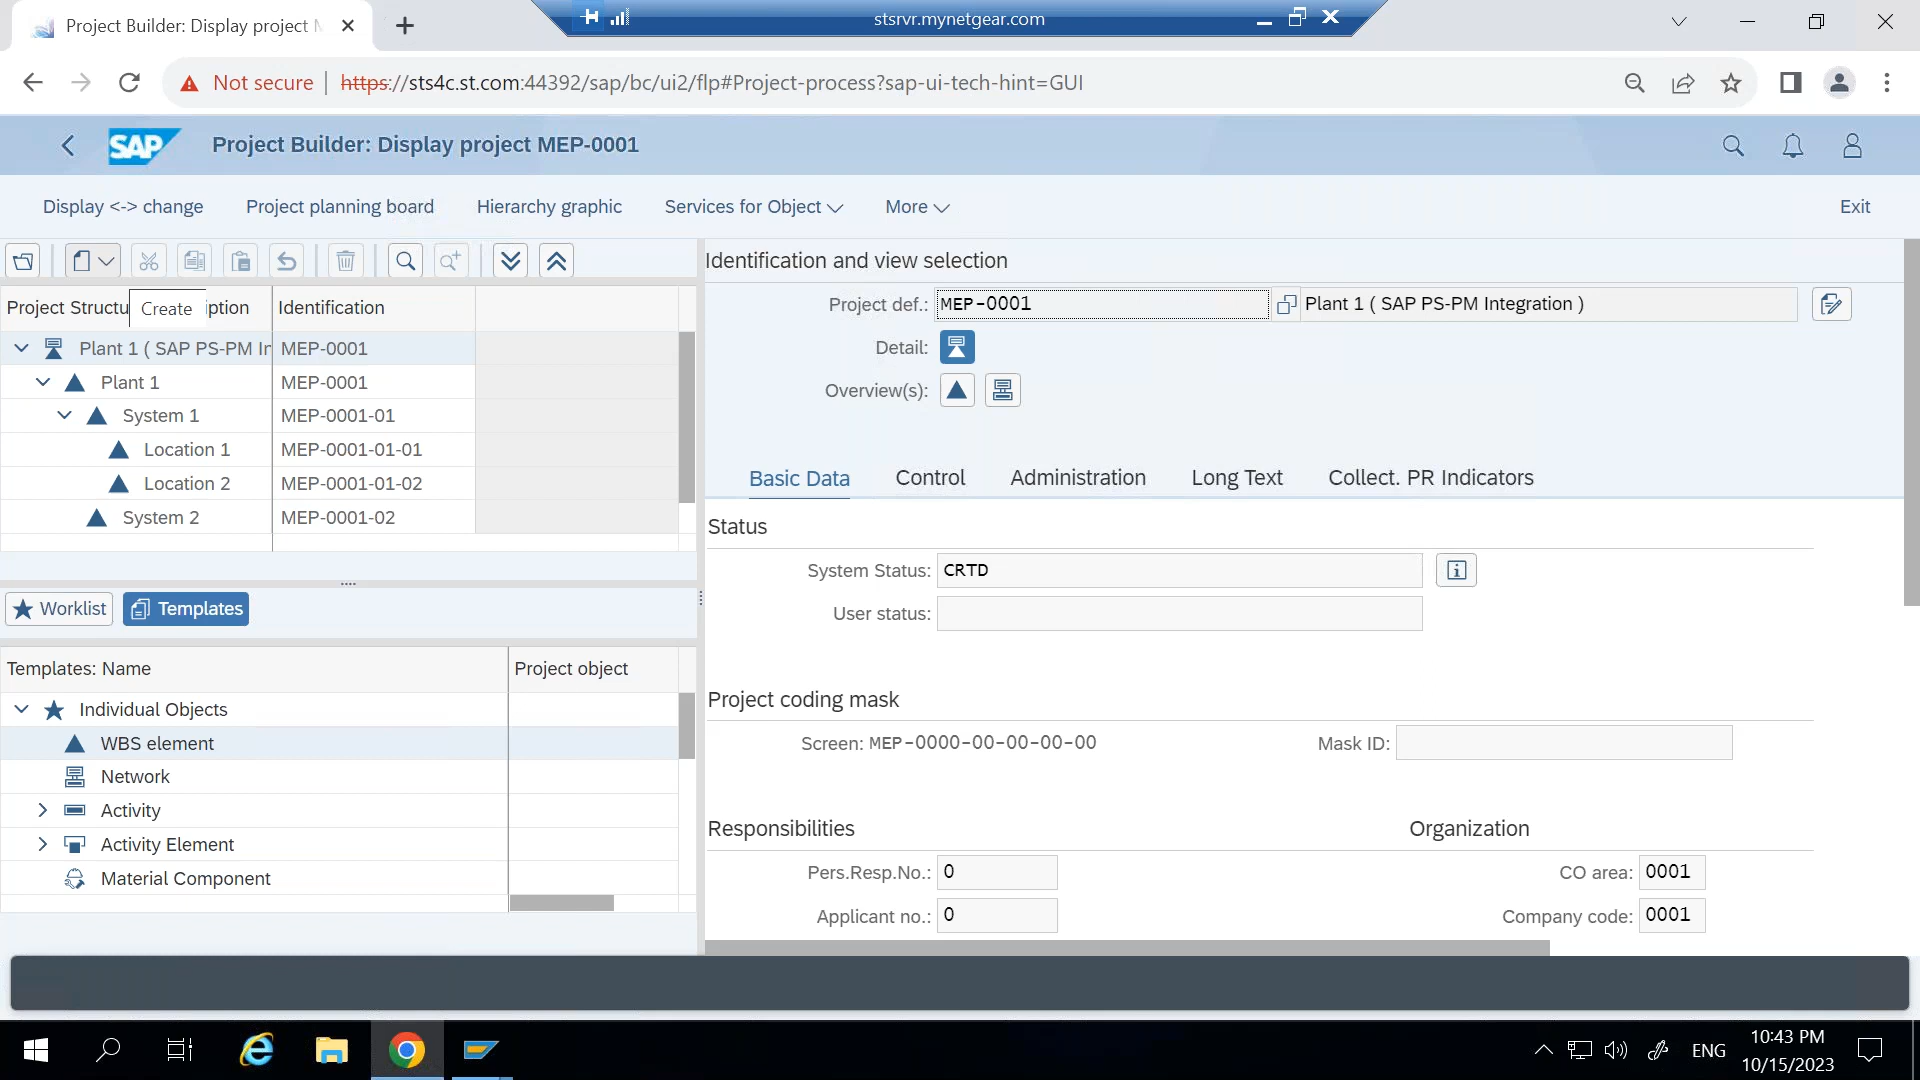 Project Builder: Display project M
stsrvr.mynetgear.com
Not secure
https://sts4c.st.com:44392/sap/bc/ui2/flp#Project-process?sap-ui-tech-hint=GUI
SAP
Project Builder: Display project MEP-0001
Display <-> change
Project planning board
Hierarchy graphic
Services for Object
More
Exit
Project Structu
Create
iption
Identification
Plant 1 ( SAP PS-PM In
MEP-0001
Plant 1
MEP-0001
System 1
MEP-0001-01
Location 1
MEP-0001-01-01
Location 2
MEP-0001-01-02
System 2
MEP-0001-02
Worklist
Templates
Templates: Name
Project object
Individual Objects
WBS element
Network
Activity
Activity Element
Material Component
Identification and view selection
Project def.:
MEP-0001
Plant 1 ( SAP PS-PM Integration )
Detail:
Overview(s):
Basic Data
Control
Administration
Long Text
Collect. PR Indicators
Status
System Status:
CRTD
User status:
Project coding mask
Screen:
MEP-0000-00-00-00-00
Mask ID:
Responsibilities
Organization
Pers.Resp.No.:
0
CO area:
0001
Applicant no.:
0
Company code:
0001
ENG
10:43 PM
10/15/2023